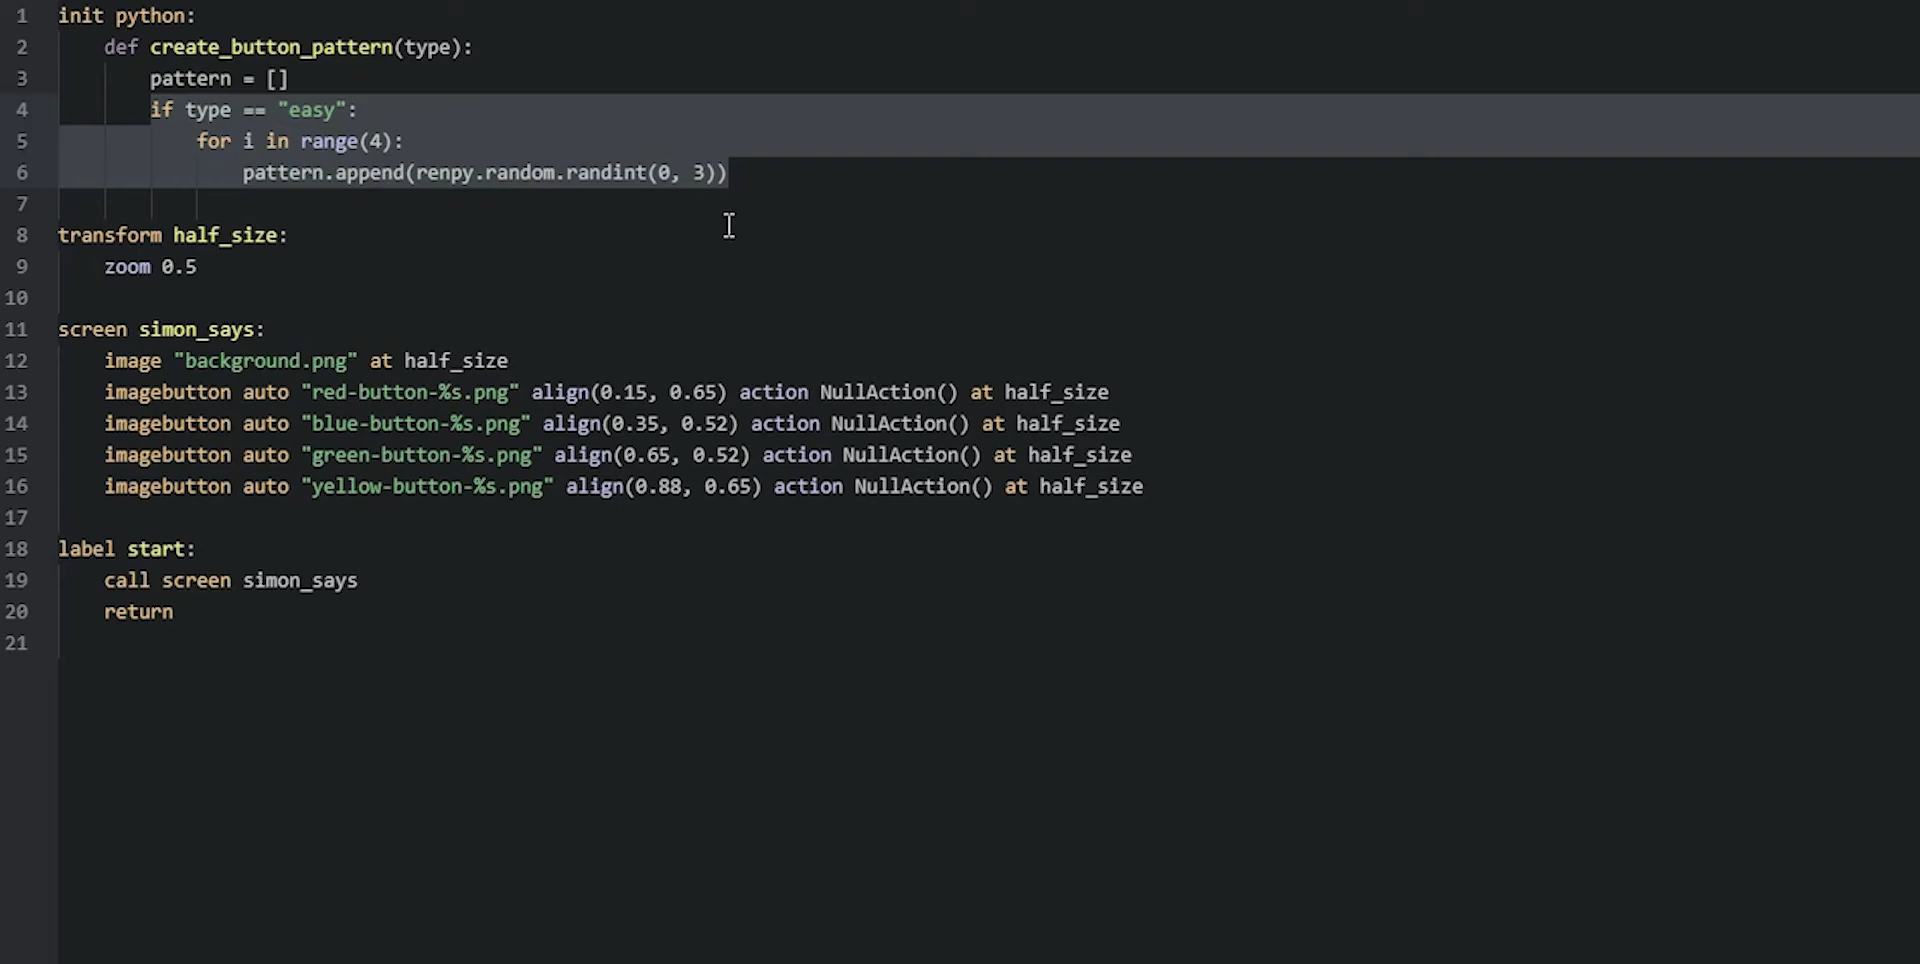 1 init python:
2     def create_button_pattern(type):
3         pattern = []
4         if type == "easy":
5             for i in range(4):
6                 pattern.append(renpy.random.randint(0, 3))
7
8 transform half_size:
9     zoom 0.5
10
11 screen simon_says:
12     image "background.png" at half_size
13     imagebutton auto "red-button-%s.png" align(0.15, 0.65) action NullAction() at half_size
14     imagebutton auto "blue-button-%s.png" align(0.35, 0.52) action NullAction() at half_size
15     imagebutton auto "green-button-%s.png" align(0.65, 0.52) action NullAction() at half_size
16     imagebutton auto "yellow-button-%s.png" align(0.88, 0.65) action NullAction() at half_size
17
18 label start:
19     call screen simon_says
20     return
21